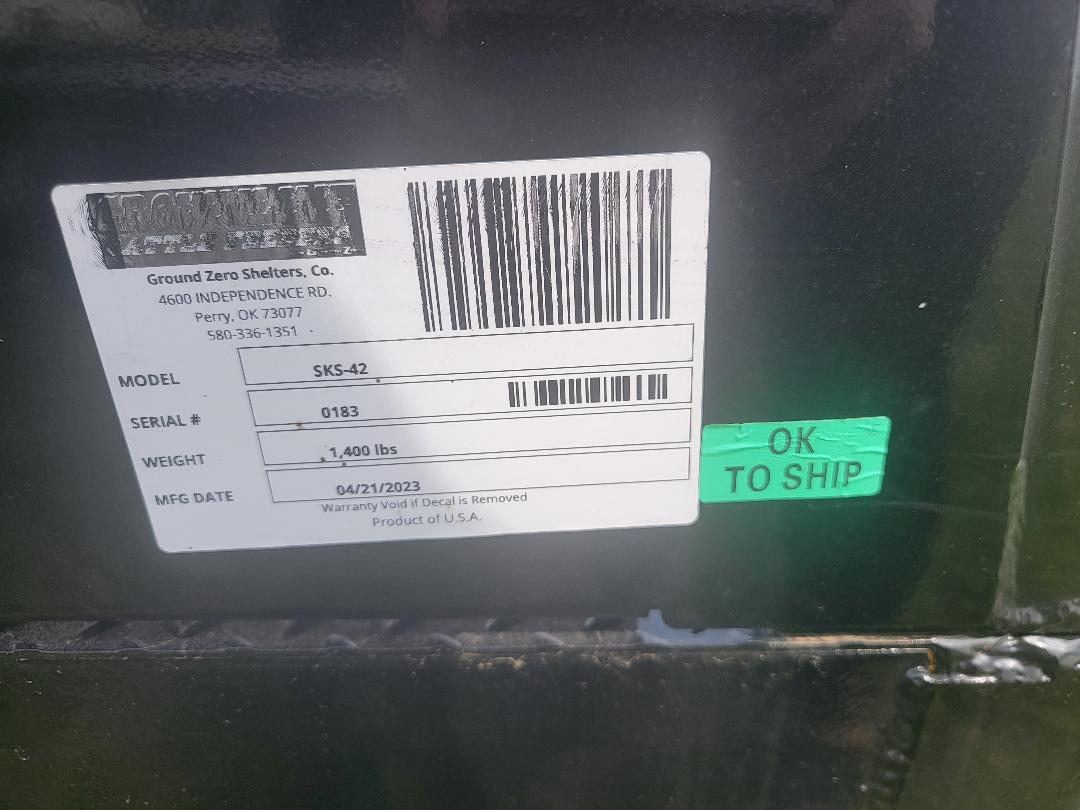 Ground Zero Shelters, Co.
4600 INDEPENDENCE RD.
Perry, OK 73077
580-336-1351
MODEL SKS-42
SERIAL # 0183
WEIGHT 1,400 lbs
MFG DATE 04/21/2023
Warranty Void if Decal is Removed
Product of U.S.A.
OK
TO SHIP